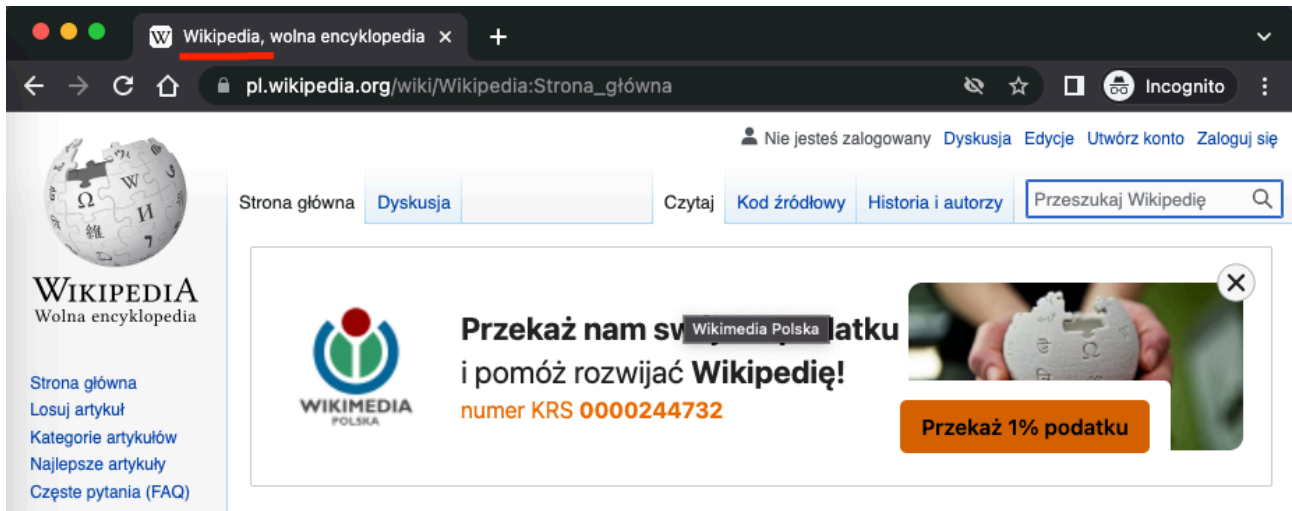 Wikipedia, wolna encyklopedia
pl.wikipedia.org/wiki/Wikipedia:Strona_główna
Incognito
Nie jesteś zalogowany Dyskusja Edycje Utwórz konto Zaloguj się
Strona główna Dyskusja Czytaj Kod źródłowy Historia i autorzy Przeszukaj Wikipedię
WIKIPEDIA
Wolna encyklopedia
Strona główna
Losuj artykuł
Kategorie artykułów
Najlepsze artykuły
Częste pytania (FAQ)
WIKIMEDIA
POLSKA
Przekaż nam
Wikimedia Polska
i pomóż rozwijać Wikipedię!
numer KRS 0000244732
Przekaż 1% podatku